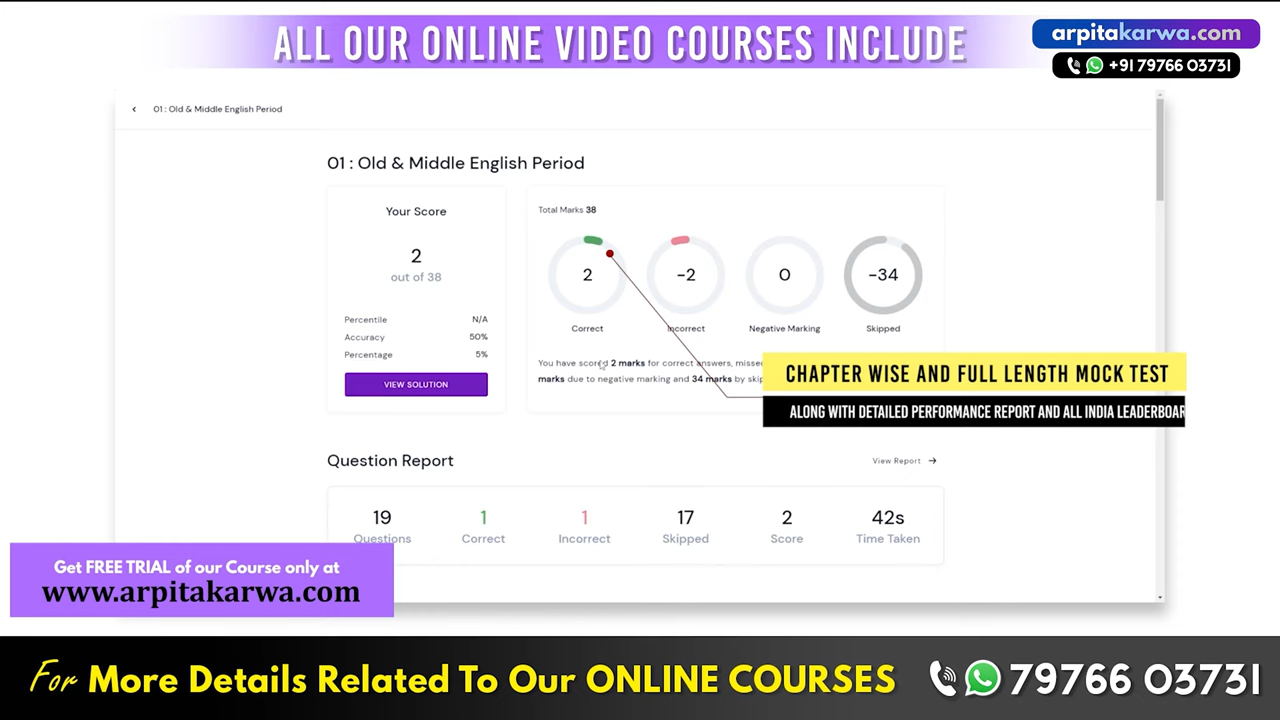 ALL OUR ONLINE VIDEO COURSES INCLUDE
arpitakarwa.com
+91 79766 03731
01 : Old & Middle English Period
01 : Old & Middle English Period
Your Score
2
out of 38
Percentile N/A
Accuracy 50%
Percentage 5%
VIEW SOLUTION
Total Marks 38
2 -2 0 -34
Correct Incorrect Negative Marking Skipped
You have scored 2 marks for correct answers, missed
marks due to negative marking and 34 marks by
CHAPTER WISE AND FULL LENGTH MOCK TEST
ALONG WITH DETAILED PERFORMANCE REPORT AND ALL INDIA
Question Report
View Report
19 1 1 17 2 42s
Questions Correct Incorrect Skipped Score Time Taken
Get FREE TRIAL of our Course only at
www.arpitakarwa.com
For More Details Related To Our ONLINE COURSES 79766 03731